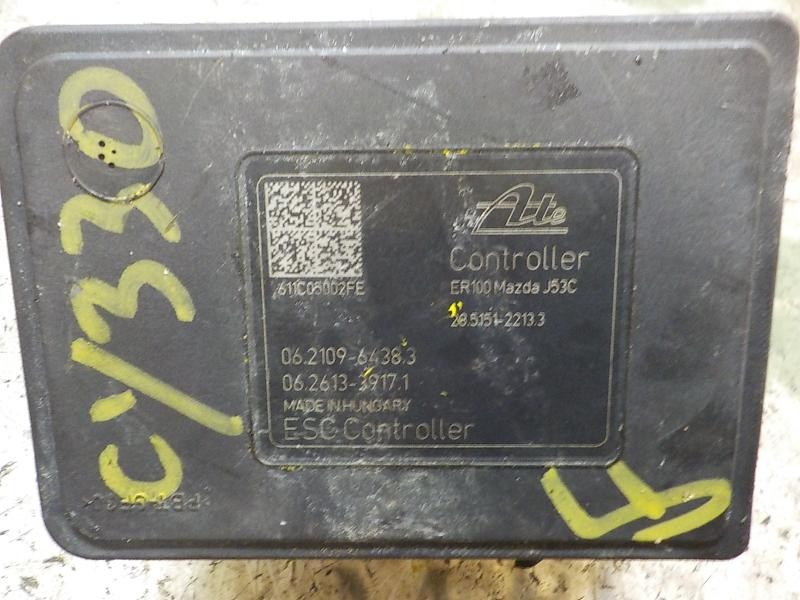 C4330
Ate
Controller
611C05002FE
ER100 Mazda J53C
28.5151-2213.3
06.2109-6438.3
06.2613-3917.1
MADE IN HUNGARY
ESC Controller